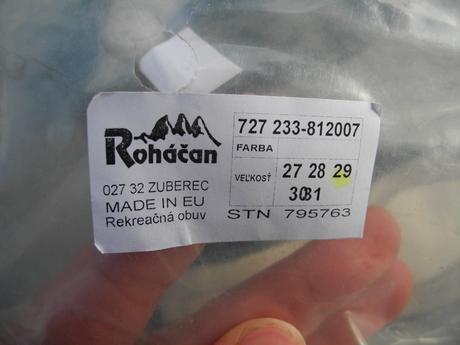 Roháčan
027 32 ZUBEREC
MADE IN EU
Rekreačná obuv
727 233-812007
FARBA
VEĽKOSŤ 27 28 29
30 31
STN 795763